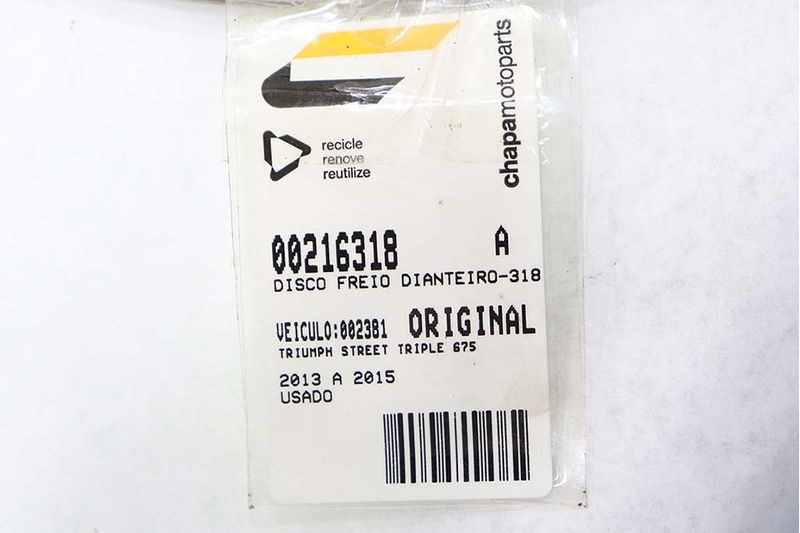 chapamotoparts
recicle
renove
reutilize
00216318 A
DISCO FREIO DIANTEIRO-318
VEICULO:002381 ORIGINAL
TRIUMPH STREET TRIPLE 675
2013 A 2015
USADO